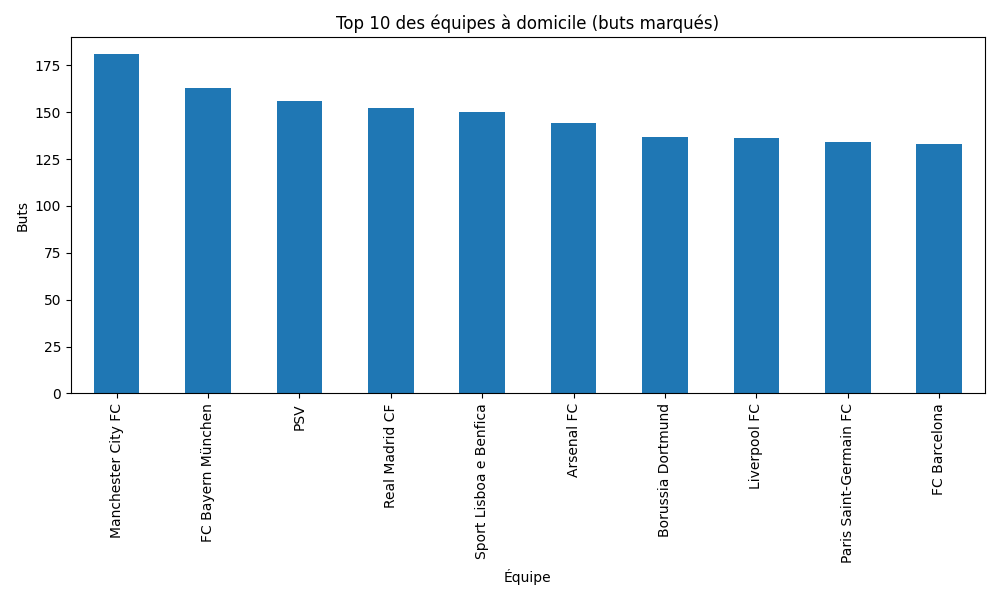 Top 10 des équipes à domicile (buts marqués)
Buts
175
150
125
100
75
50
25
0
Manchester City FC
FC Bayern München
PSV
Real Madrid CF
Sport Lisboa e Benfica
Arsenal FC
Borussia Dortmund
Liverpool FC
Paris Saint-Germain FC
FC Barcelona
Équipe